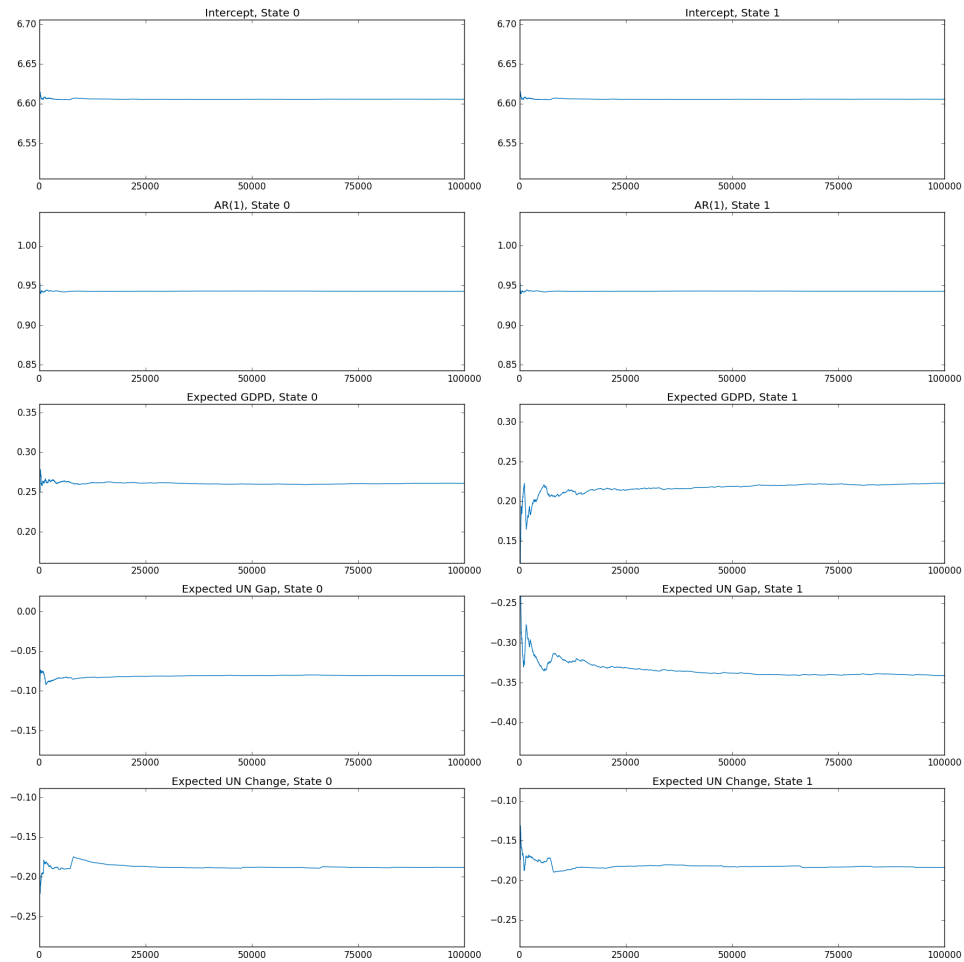 Intercept, State 0
6.70
6.65
6.60
6.55
0 25000 50000 75000 100000
Intercept, State 1
6.70
6.65
6.60
6.55
0 25000 50000 75000 100000
AR(1), State 0
1.00
0.95
0.90
0.85
0 25000 50000 75000 100000
AR(1), State 1
1.00
0.95
0.90
0.85
0 25000 50000 75000 100000
Expected GDPD, State 0
0.35
0.30
0.25
0.20
0 25000 50000 75000 100000
Expected GDPD, State 1
0.30
0.25
0.20
0.15
0 25000 50000 75000 100000
Expected UN Gap, State 0
0.00
−0.05
−0.10
−0.15
0 25000 50000 75000 100000
Expected UN Gap, State 1
−0.25
−0.30
−0.35
−0.40
0 25000 50000 75000 100000
Expected UN Change, State 0
−0.10
−0.15
−0.20
−0.25
0 25000 50000 75000 100000
Expected UN Change, State 1
−0.10
−0.15
−0.20
−0.25
0 25000 50000 75000 100000